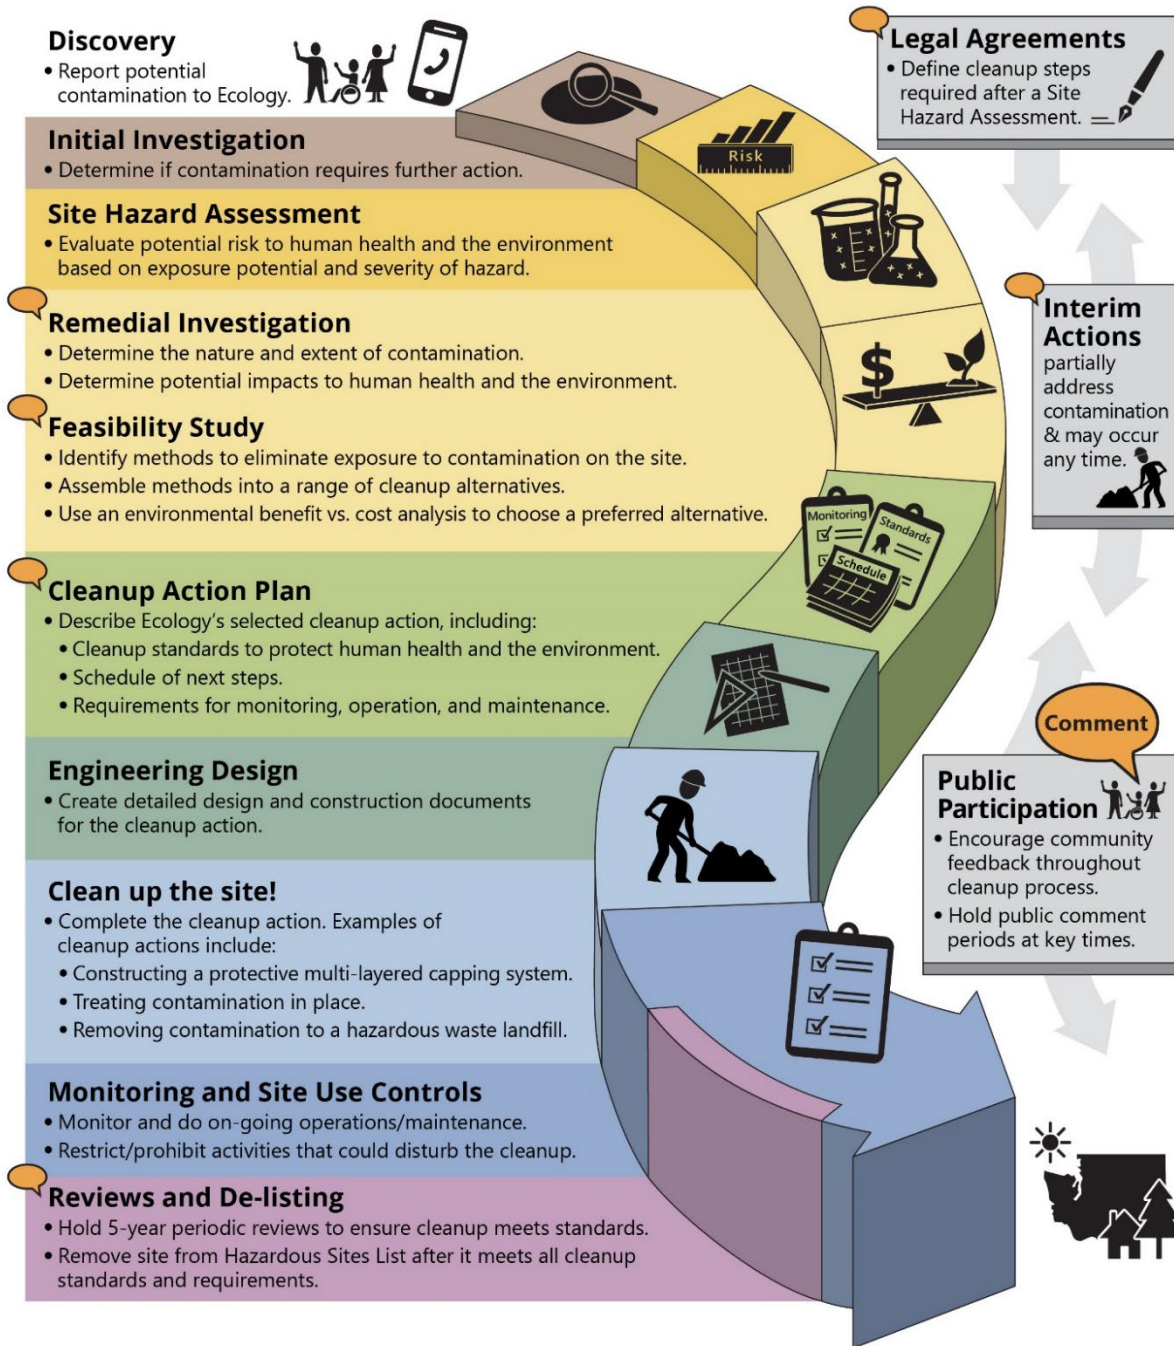 Discovery
• Report potential
contamination to Ecology.
Initial Investigation
• Determine if contamination requires further action.
Site Hazard Assessment
• Evaluate potential risk to human health and the environment
based on exposure potential and severity of hazard.
Remedial Investigation
• Determine the nature and extent of contamination.
• Determine potential impacts to human health and the environment.
Feasibility Study
• Identify methods to eliminate exposure to contamination on the site.
• Assemble methods into a range of cleanup alternatives.
• Use an environmental benefit vs. cost analysis to choose a preferred alternative.
Cleanup Action Plan
• Describe Ecology's selected cleanup action, including:
• Cleanup standards to protect human health and the environment.
• Schedule of next steps.
• Requirements for monitoring, operation, and maintenance.
Engineering Design
• Create detailed design and construction documents
for the cleanup action.
Clean up the site!
• Complete the cleanup action. Examples of
cleanup actions include:
• Constructing a protective multi-layered capping system.
• Treating contamination in place.
• Removing contamination to a hazardous waste landfill.
Monitoring and Site Use Controls
• Monitor and do on-going operations/maintenance.
• Restrict/prohibit activities that could disturb the cleanup.
Reviews and De-listing
• Hold 5-year periodic reviews to ensure cleanup meets standards.
• Remove site from Hazardous Sites List after it meets all cleanup
standards and requirements.
Risk
$
Monitoring
Standards
Schedule
Legal Agreements
• Define cleanup steps
required after a Site
Hazard Assessment.
Interim
Actions
partially
address
contamination
& may occur
any time.
Comment
Public
Participation
• Encourage community
feedback throughout
cleanup process.
• Hold public comment
periods at key times.